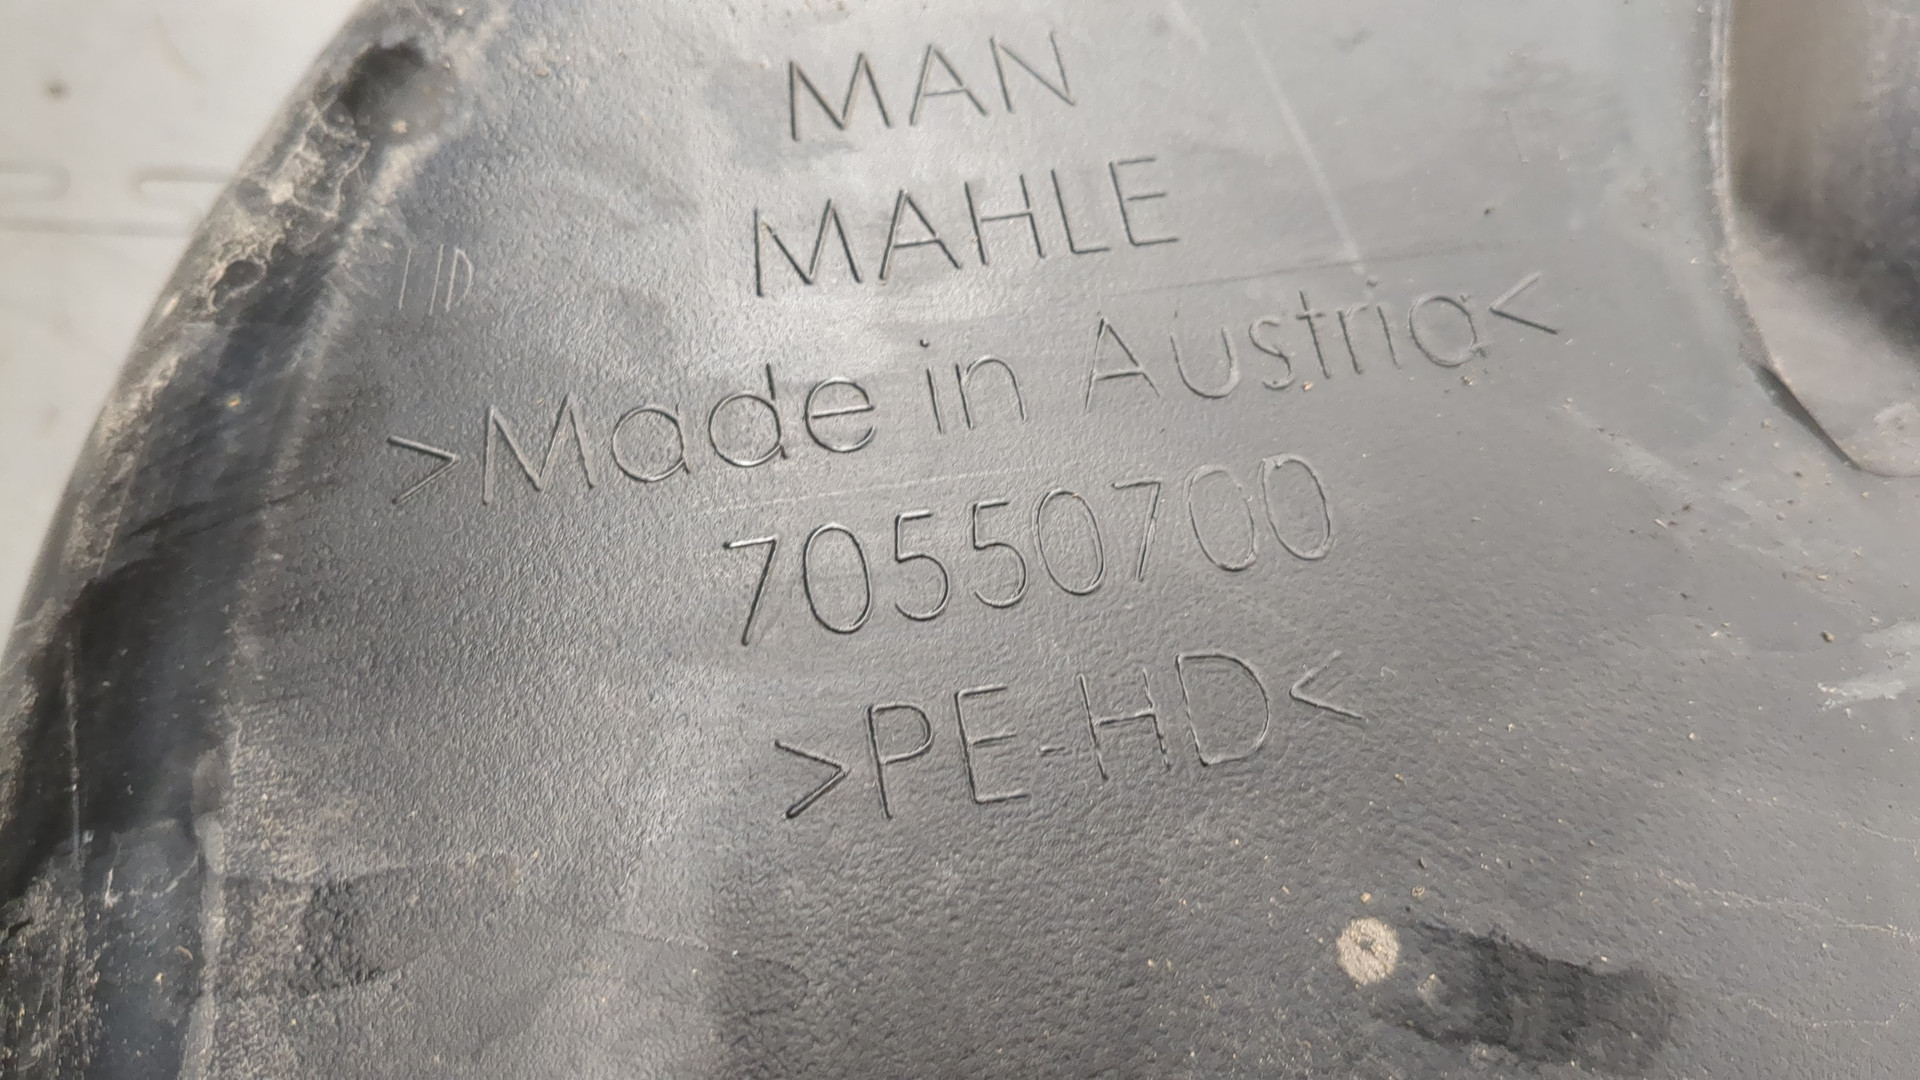 MAN
MAHLE
>Made in Austria<
70550700
>PE-HD<